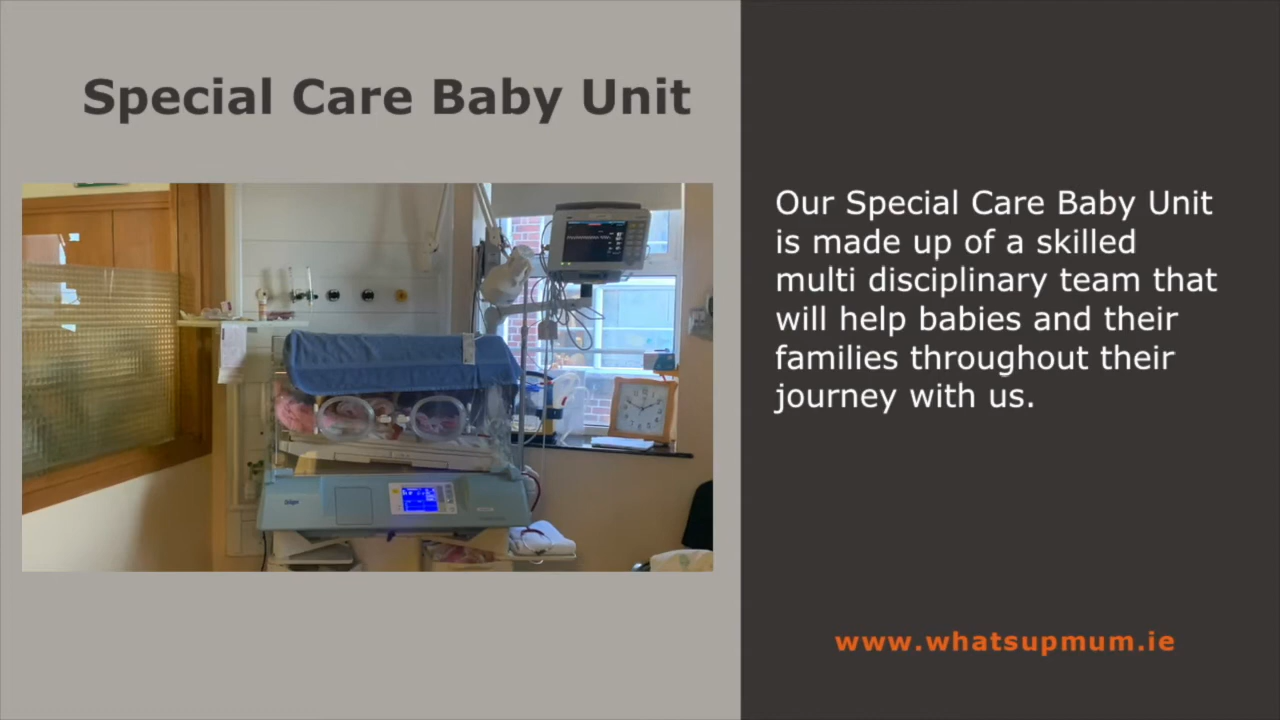 Special Care Baby Unit
Our Special Care Baby Unit
is made up of a skilled
multi disciplinary team that
will help babies and their
families throughout their
journey with us.
www.whatsupmum.ie